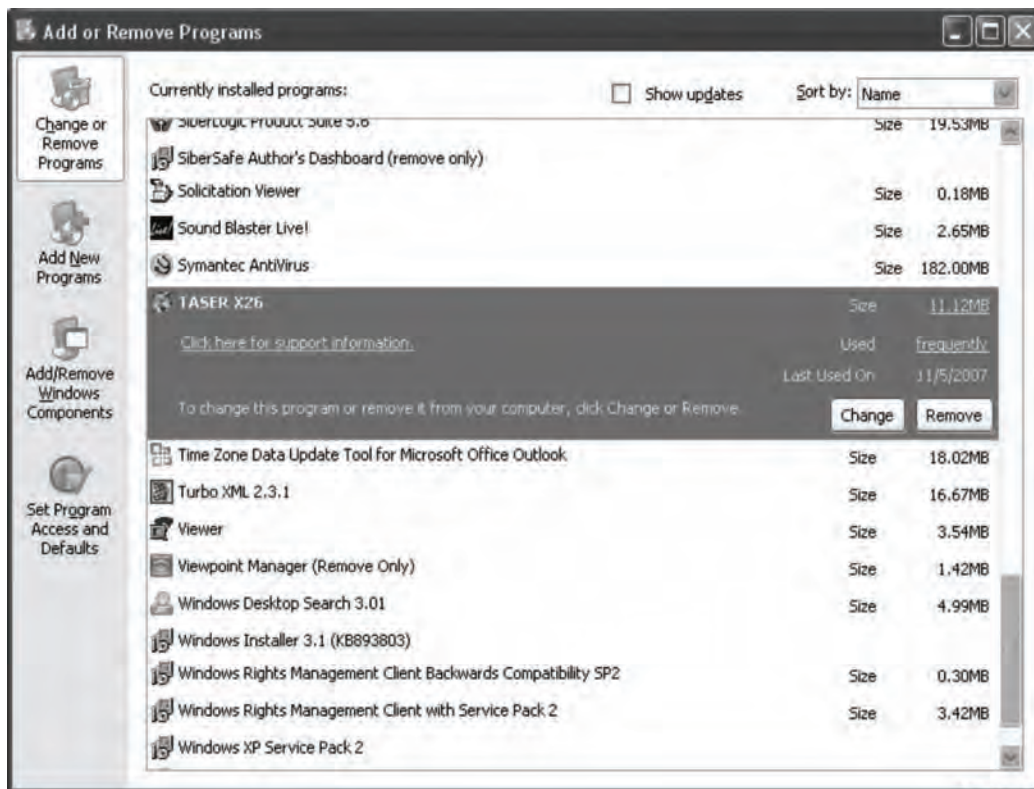 Add or Remove Programs
Change or
Remove
Programs
Add New
Programs
Add/Remove
Windows
Components
Set Program
Access and
Defaults
Currently installed programs:
Show updates
Sort by: Name
SiberLogic Product Suite 5.6 Size 19.53MB
SiberSafe Author's Dashboard (remove only)
Solicitation Viewer Size 0.18MB
Sound Blaster Live! Size 2.65MB
Symantec AntiVirus Size 182.00MB
TASER X26 Size 11.12MB
Click here for support information. Used frequently
Last Used On 11/5/2007
To change this program or remove it from your computer, click Change or Remove. Change Remove
Time Zone Data Update Tool for Microsoft Office Outlook Size 18.02MB
Turbo XML 2.3.1 Size 16.67MB
Viewer Size 3.54MB
Viewpoint Manager (Remove Only) Size 1.42MB
Windows Desktop Search 3.01 Size 4.99MB
Windows Installer 3.1 (KB893803)
Windows Rights Management Client Backwards Compatibility SP2 Size 0.30MB
Windows Rights Management Client with Service Pack 2 Size 3.42MB
Windows XP Service Pack 2